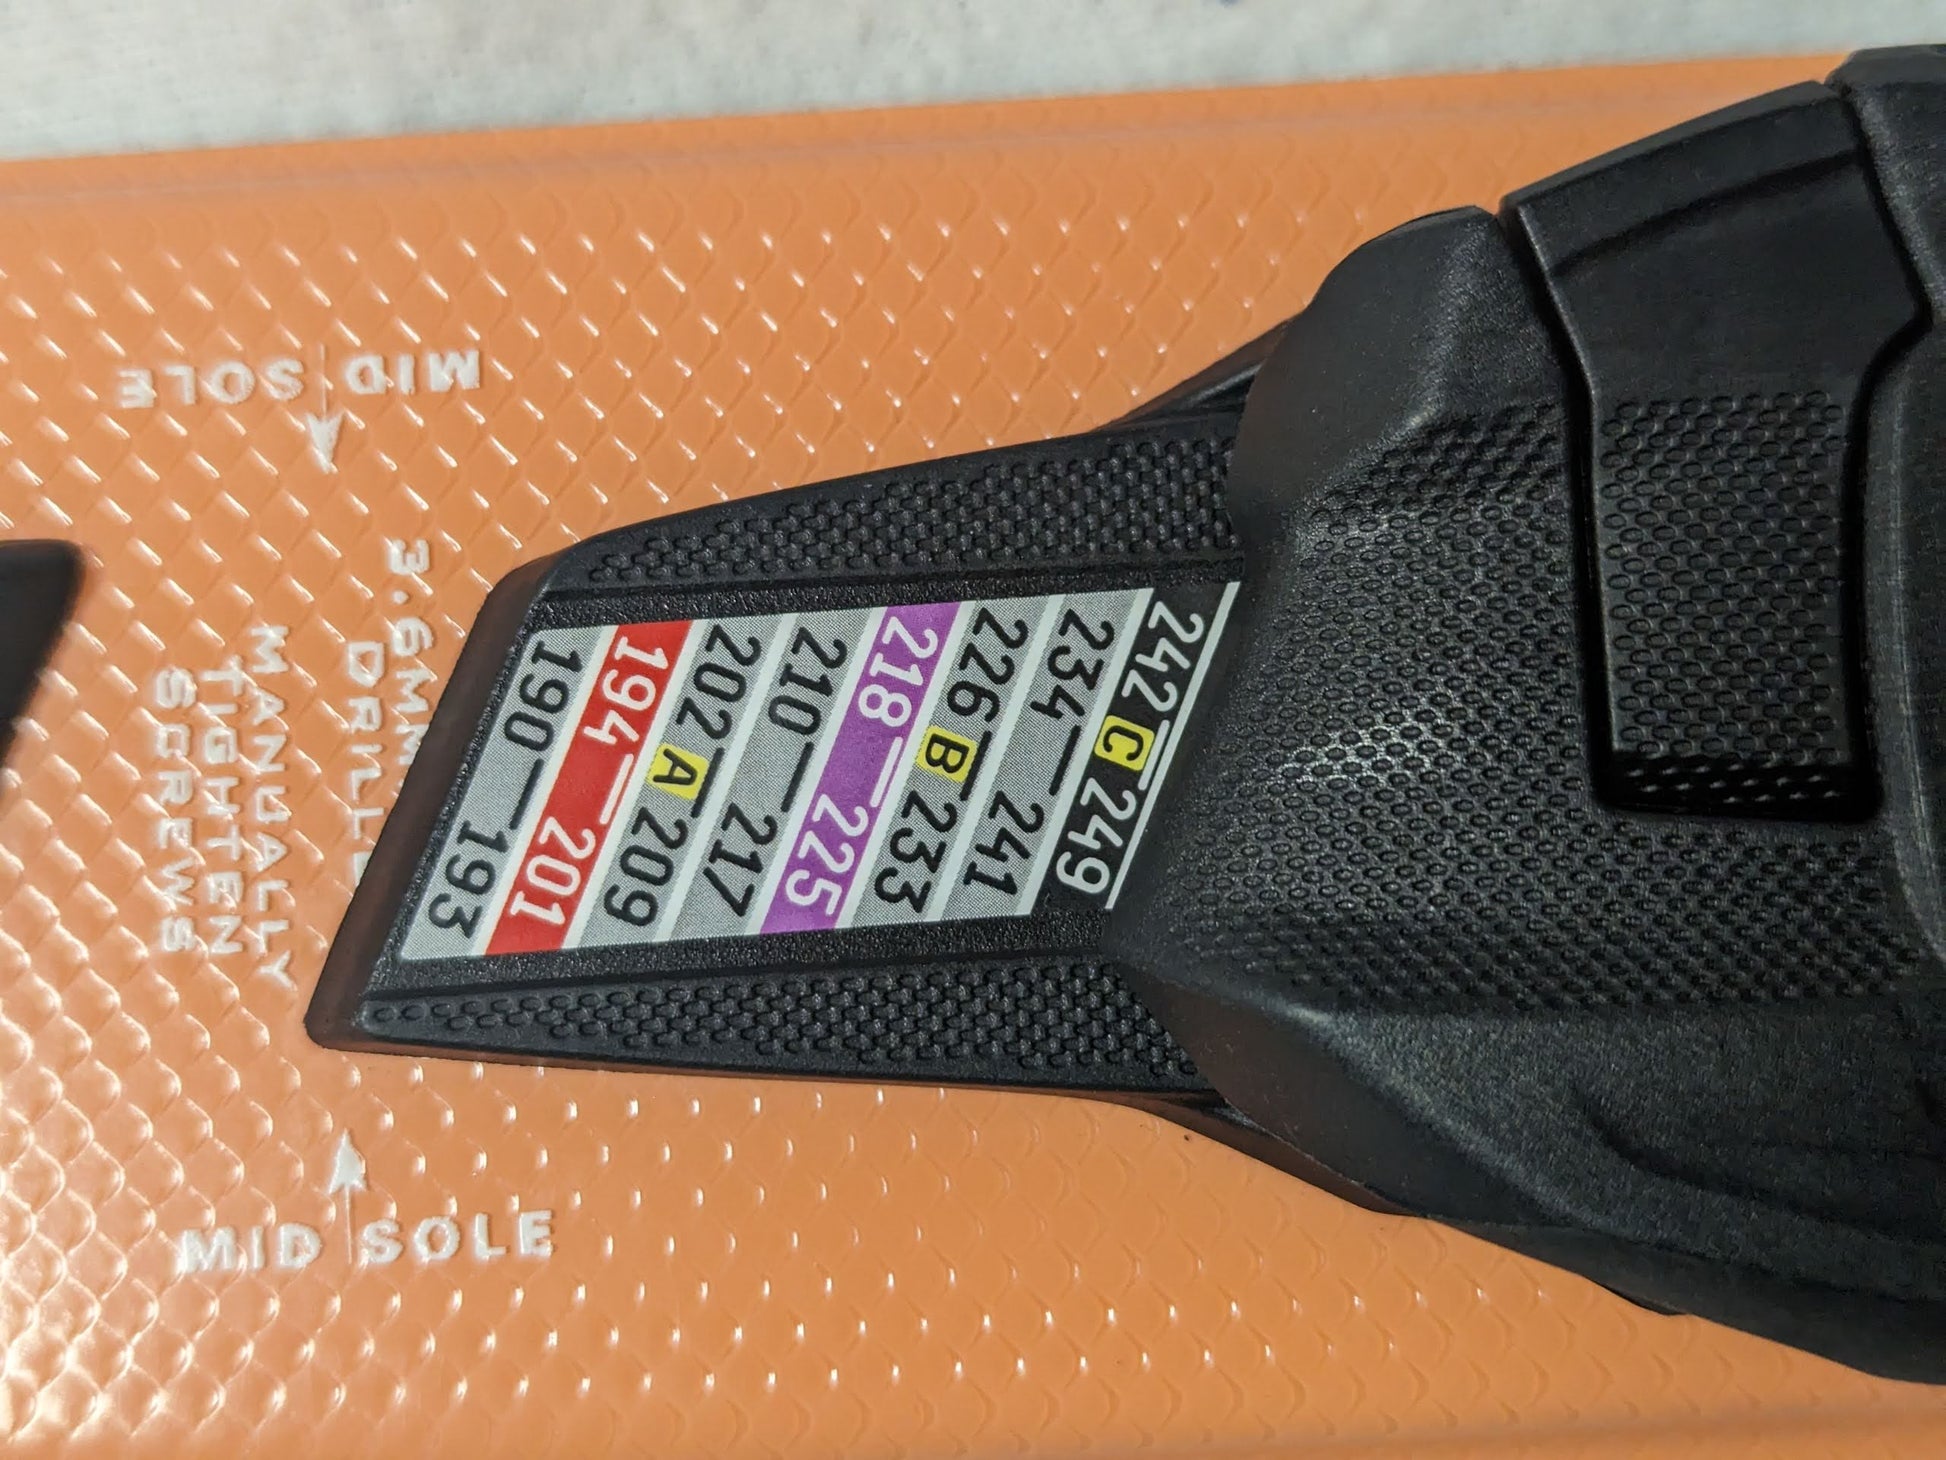 MID SOLE
3.6MM
MANUALLY
TIGHTEN
SCREWS
190 — 193
194 — 201
202 A 209
210 — 217
218 — 225
226 B 233
234 — 241
242 C 249
MID SOLE